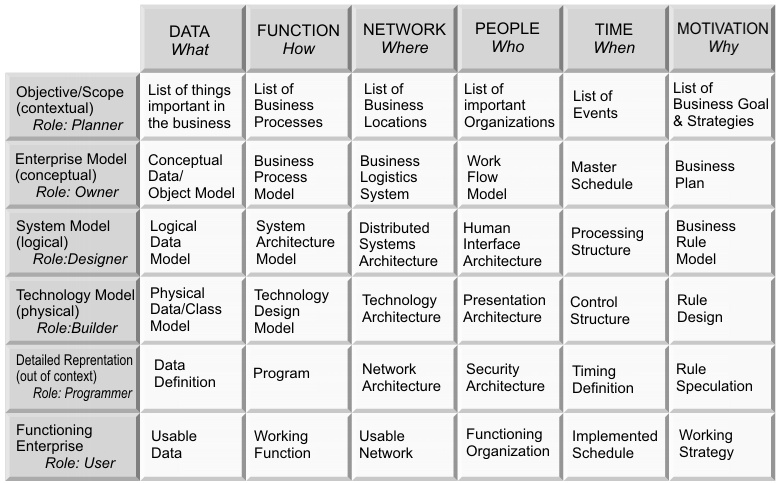 DATA
What
FUNCTION
How
NETWORK
Where
PEOPLE
Who
TIME
When
MOTIVATION
Why
Objective/Scope
(contextual)
Role: Planner
List of things
important in
the business
List of
Business
Processes
List of
Business
Locations
List of
important
Organizations
List of
Events
List of
Business Goal
& Strategies
Enterprise Model
(conceptual)
Role: Owner
Conceptual
Data/
Object Model
Business
Process
Model
Business
Logistics
System
Work
Flow
Model
Master
Schedule
Business
Plan
System Model
(logical)
Role:Designer
Logical
Data
Model
System
Architecture
Model
Distributed
Systems
Architecture
Human
Interface
Architecture
Processing
Structure
Business
Rule
Model
Technology Model
(physical)
Role:Builder
Physical
Data/Class
Model
Technology
Design
Model
Technology
Architecture
Presentation
Architecture
Control
Structure
Rule
Design
Detailed Reprentation
(out of context)
Role: Programmer
Data
Definition
Program
Network
Architecture
Security
Architecture
Timing
Definition
Rule
Speculation
Functioning
Enterprise
Role: User
Usable
Data
Working
Function
Usable
Network
Functioning
Organization
Implemented
Schedule
Working
Strategy